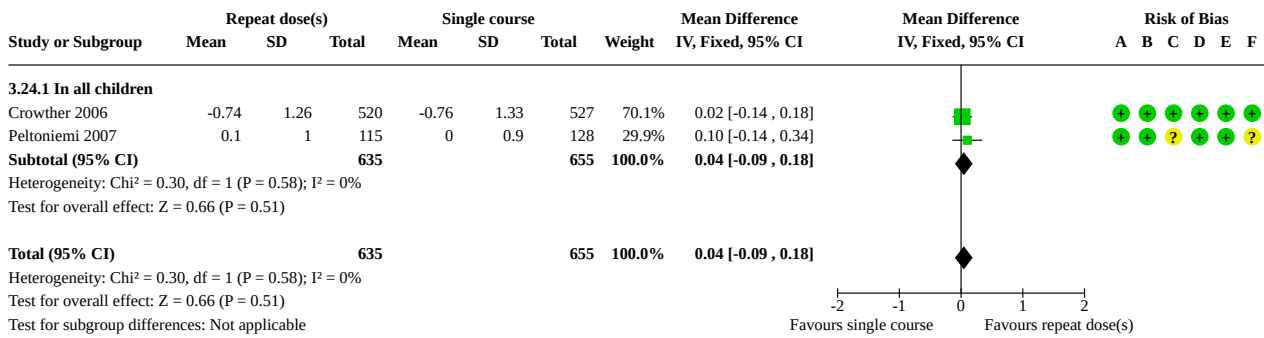 Repeat dose(s) Single course Mean Difference Mean Difference Risk of Bias
Study or Subgroup Mean SD Total Mean SD Total Weight IV, Fixed, 95% CI IV, Fixed, 95% CI A B C D E F
3.24.1 In all children
Crowther 2006 -0.74 1.26 520 -0.76 1.33 527 70.1% 0.02 [-0.14 , 0.18] + + + + + +
Peltoniemi 2007 0.1 1 115 0 0.9 128 29.9% 0.10 [-0.14 , 0.34] + + ? + + ?
Subtotal (95% CI) 635 655 100.0% 0.04 [-0.09 , 0.18]
Heterogeneity: Chi² = 0.30, df = 1 (P = 0.58); I² = 0%
Test for overall effect: Z = 0.66 (P = 0.51)
Total (95% CI) 635 655 100.0% 0.04 [-0.09 , 0.18]
Heterogeneity: Chi² = 0.30, df = 1 (P = 0.58); I² = 0%
Test for overall effect: Z = 0.66 (P = 0.51) -2 -1 0 1 2
Test for subgroup differences: Not applicable Favours single course Favours repeat dose(s)